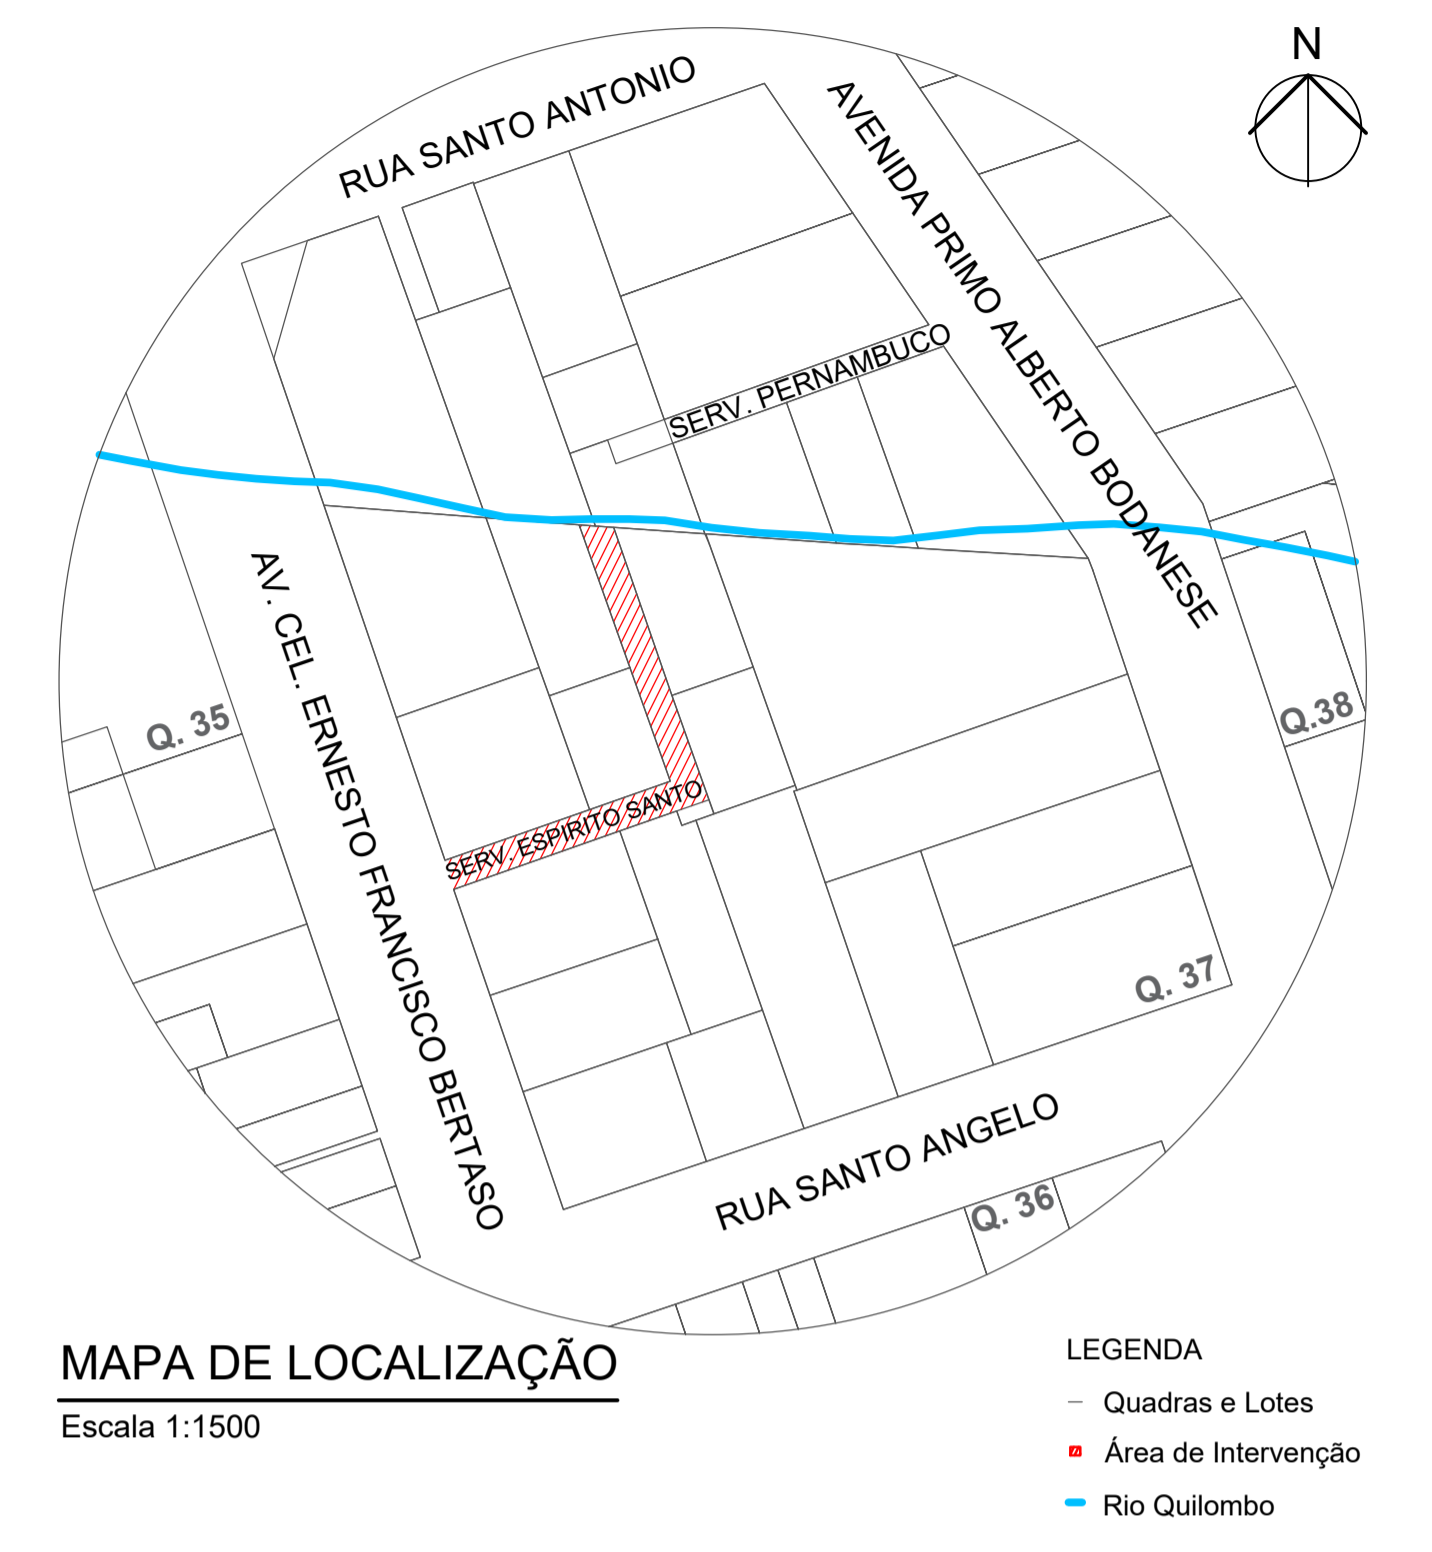 N
RUA SANTO ANTONIO
AVENIDA PRIMO ALBERTO BODANESE
SERV. PERNAMBUCO
AV. CEL. ERNESTO FRANCISCO BERTASO
Q. 35
Q.38
SERV. ESPIRITO SANTO
Q. 37
RUA SANTO ANGELO
Q. 36
MAPA DE LOCALIZAÇÃO
Escala 1:1500
LEGENDA
Quadras e Lotes
Área de Intervenção
Rio Quilombo